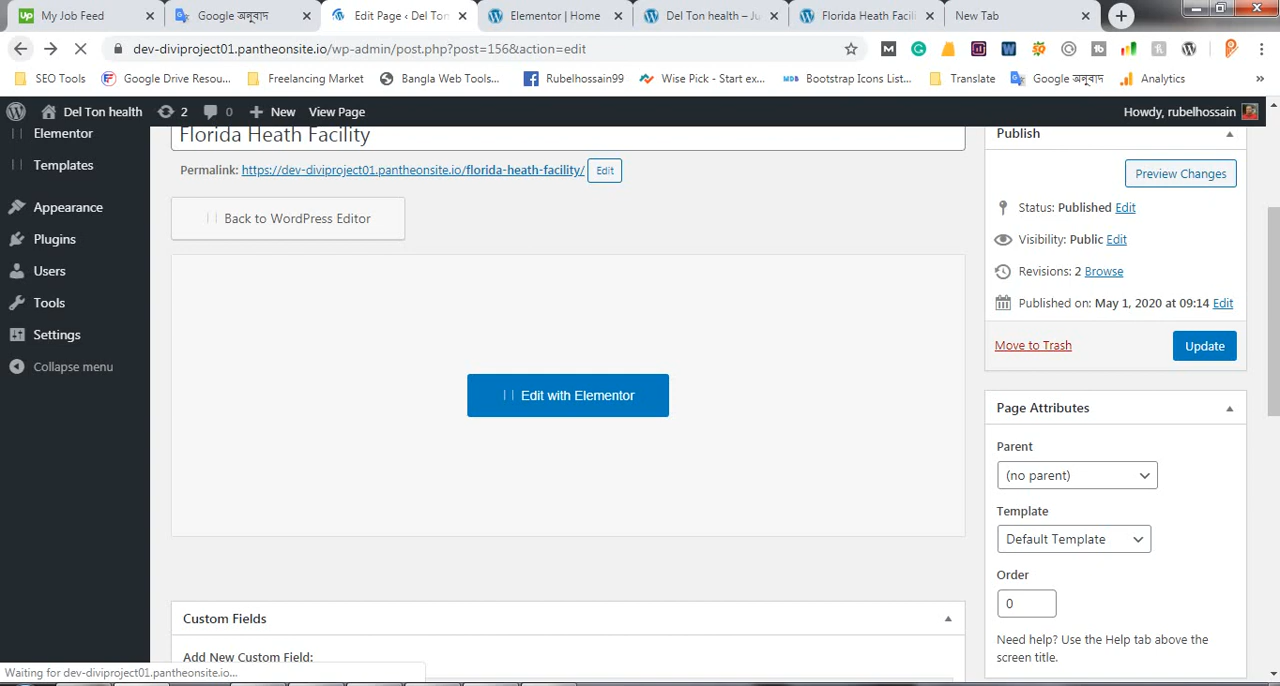 My Job Feed
Google অনুবাদ
Edit Page ‹ Del Ton
Elementor | Home
Del Ton health – Ju
Florida Heath Facili
New Tab
dev-diviproject01.pantheonsite.io/wp-admin/post.php?post=156&action=edit
SEO Tools
Google Drive Resou...
Freelancing Market
Bangla Web Tools...
Rubelhossain99
Wise Pick - Start ex...
Bootstrap Icons List...
Translate
Google অনুবাদ
Analytics
»
Del Ton health
2
0
New
View Page
Howdy, rubelhossain
Elementor
Templates
Appearance
Plugins
Users
Tools
Settings
Collapse menu
Florida Heath Facility
Permalink: https://dev-diviproject01.pantheonsite.io/florida-heath-facility/ Edit
Back to WordPress Editor
Edit with Elementor
Custom Fields
Add New Custom Field:
Publish
Preview Changes
Status: Published Edit
Visibility: Public Edit
Revisions: 2 Browse
Published on: May 1, 2020 at 09:14 Edit
Move to Trash
Update
Page Attributes
Parent
(no parent)
Template
Default Template
Order
0
Need help? Use the Help tab above the
screen title.
Waiting for dev-diviproject01.pantheonsite.io...